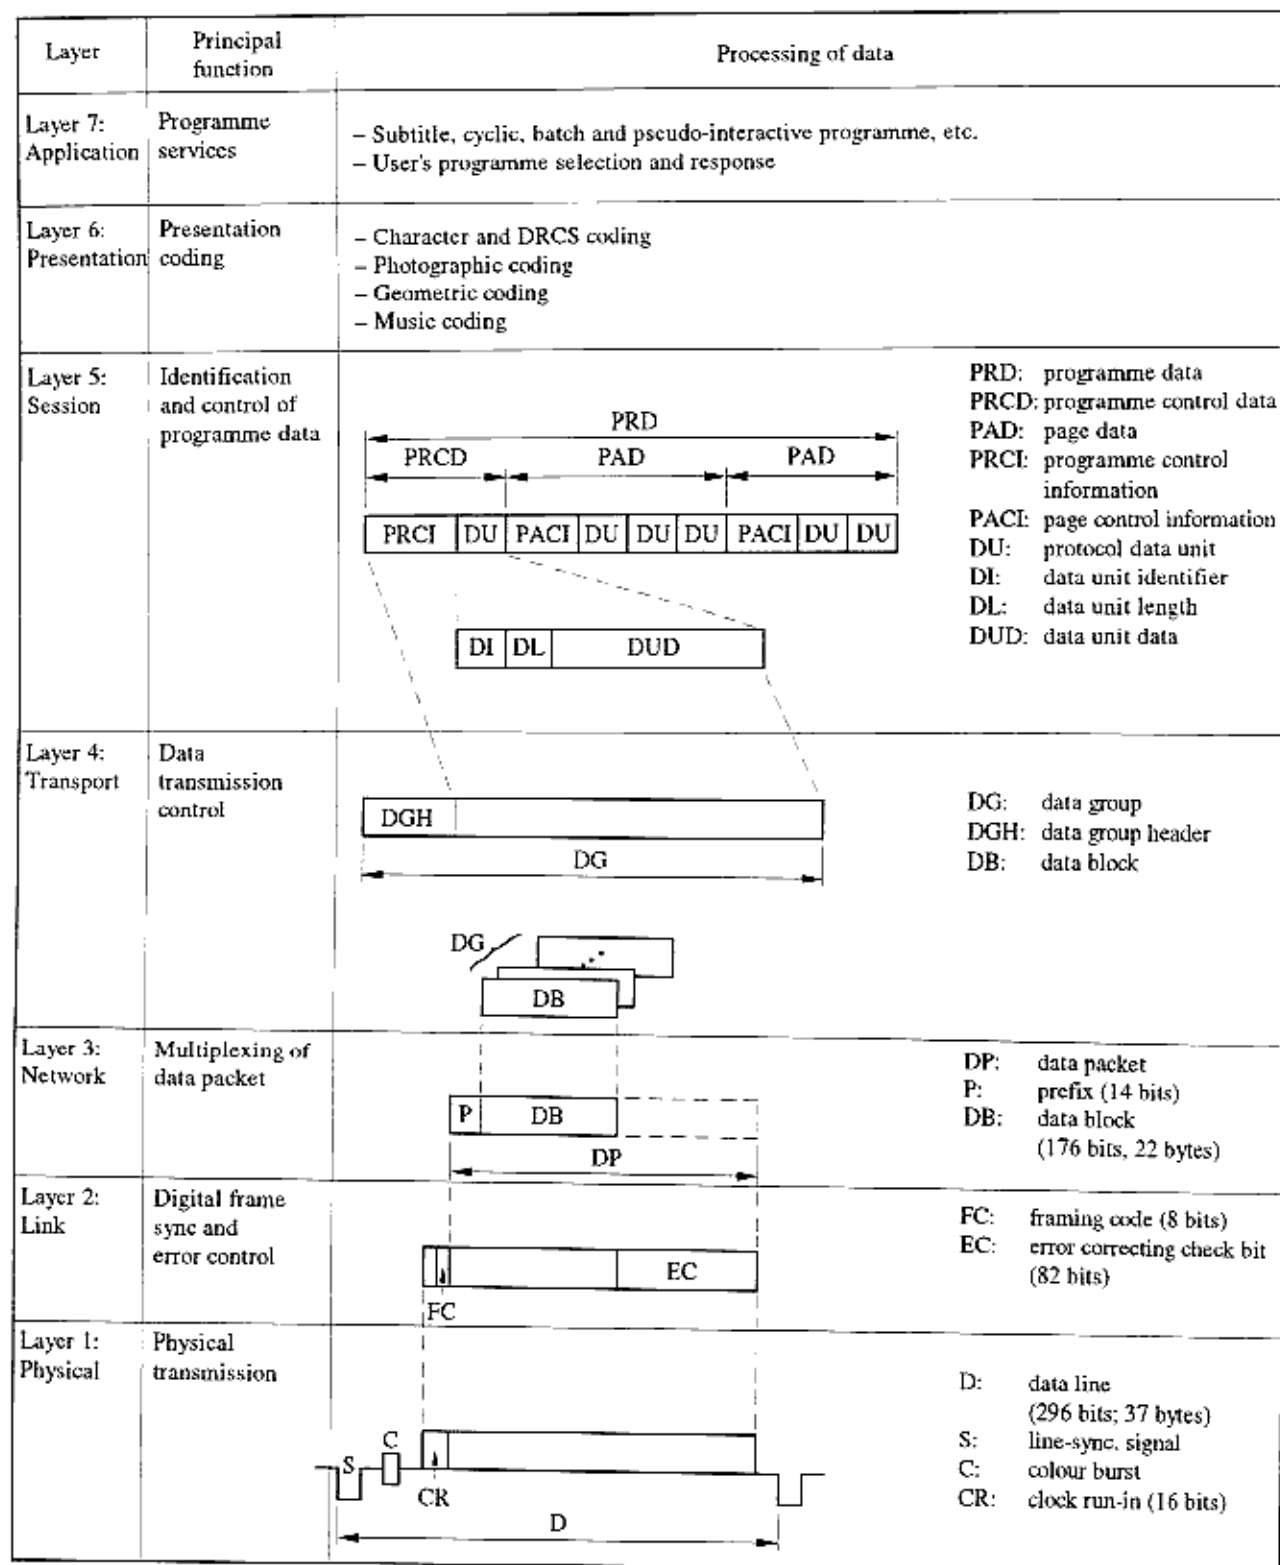 Layer
Principal
function
Processing of data
Layer 7:
Application
Programme
services
– Subtitle, cyclic, batch and pseudo-interactive programme, etc.
– User's programme selection and response
Layer 6:
Presentation
Presentation
coding
– Character and DRCS coding
– Photographic coding
– Geometric coding
– Music coding
Layer 5:
Session
Identification
and control of
programme data
PRD
PRCD PAD PAD
PRCI DU PACI DU DU DU PACI DU DU
DI DL DUD
PRD: programme data
PRCD: programme control data
PAD: page data
PRCI: programme control
information
PACI: page control information
DU: protocol data unit
DI: data unit identifier
DL: data unit length
DUD: data unit data
Layer 4:
Transport
Data
transmission
control
DGH
DG
DG
DB
DG: data group
DGH: data group header
DB: data block
Layer 3:
Network
Multiplexing of
data packet
P DB
DP
DP: data packet
P: prefix (14 bits)
DB: data block
(176 bits, 22 bytes)
Layer 2:
Link
Digital frame
sync and
error control
EC
FC
FC: framing code (8 bits)
EC: error correcting check bit
(82 bits)
Layer 1:
Physical
Physical
transmission
S
C
CR
D
D: data line
(296 bits; 37 bytes)
S: line-sync. signal
C: colour burst
CR: clock run-in (16 bits)